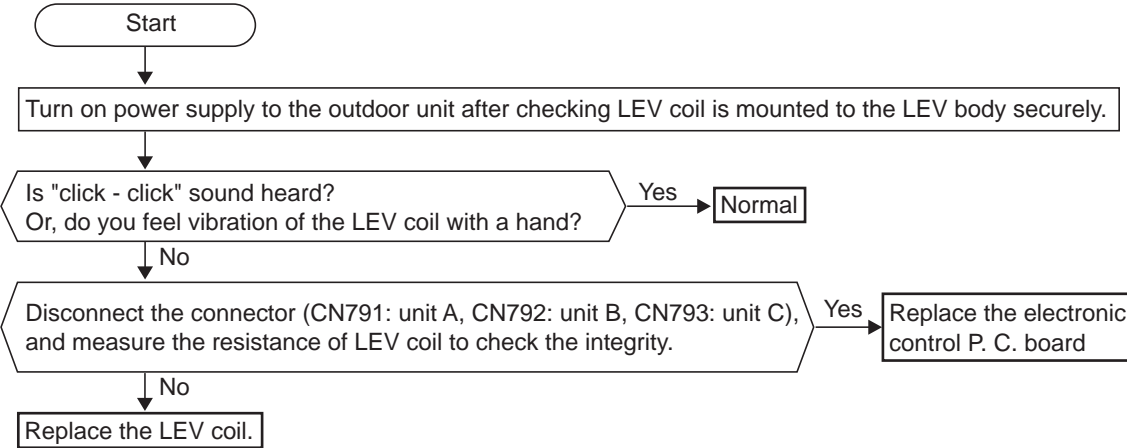 Start
Turn on power supply to the outdoor unit after checking LEV coil is mounted to the LEV body securely.
Is "click - click" sound heard?
Or, do you feel vibration of the LEV coil with a hand?
Yes
Normal
No
Disconnect the connector (CN791: unit A, CN792: unit B, CN793: unit C),
and measure the resistance of LEV coil to check the integrity.
Yes
Replace the electronic
control P. C. board
No
Replace the LEV coil.